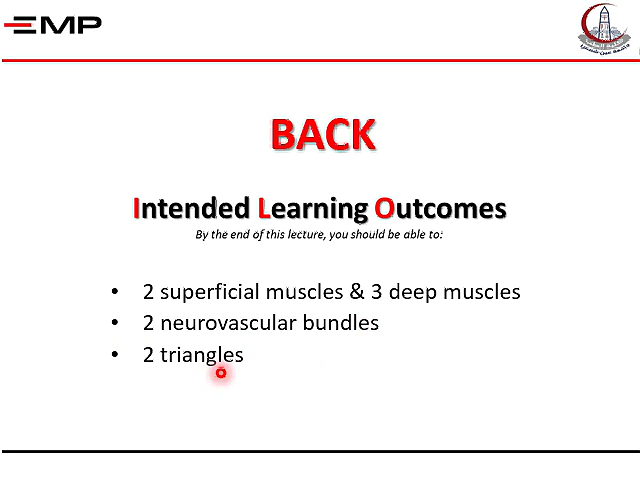 EMP
BACK
Intended Learning Outcomes
By the end of this lecture, you should be able to:
• 2 superficial muscles & 3 deep muscles
• 2 neurovascular bundles
• 2 triangles